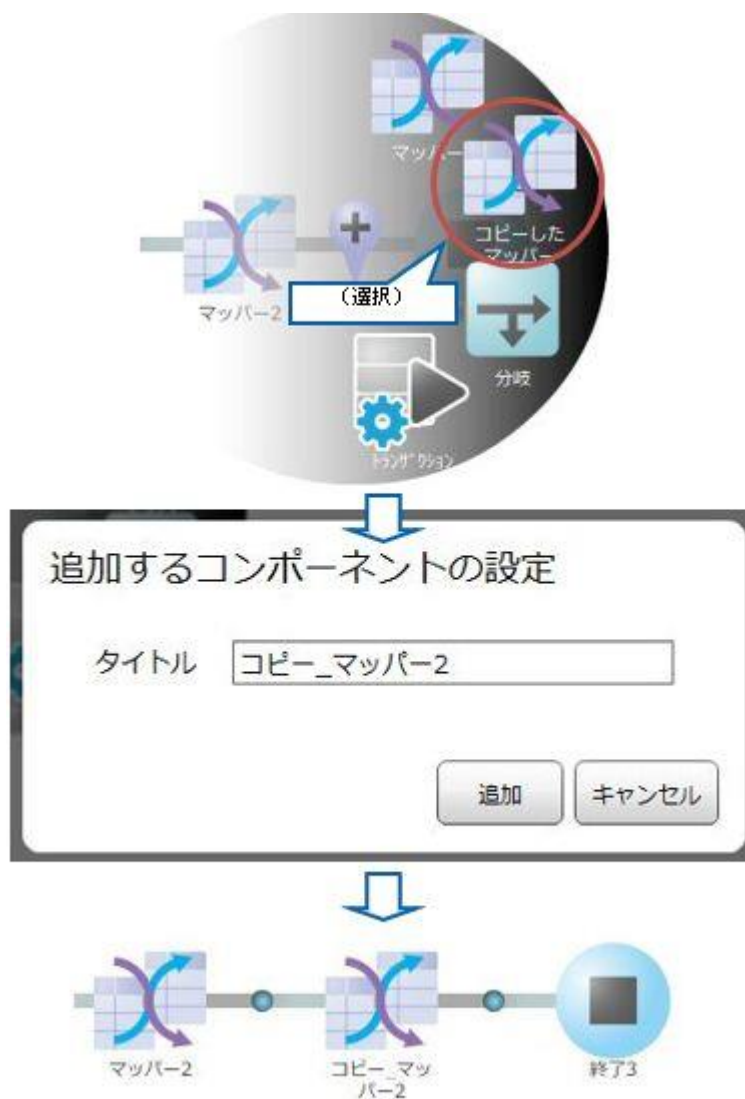 マッパー
コピーした
マッパー
マッパー2
（選択）
分岐
トランザクション
追加するコンポーネントの設定
タイトル
コピー_マッパー2
追加
キャンセル
マッパー2
コピー_マッ
パー2
終了3